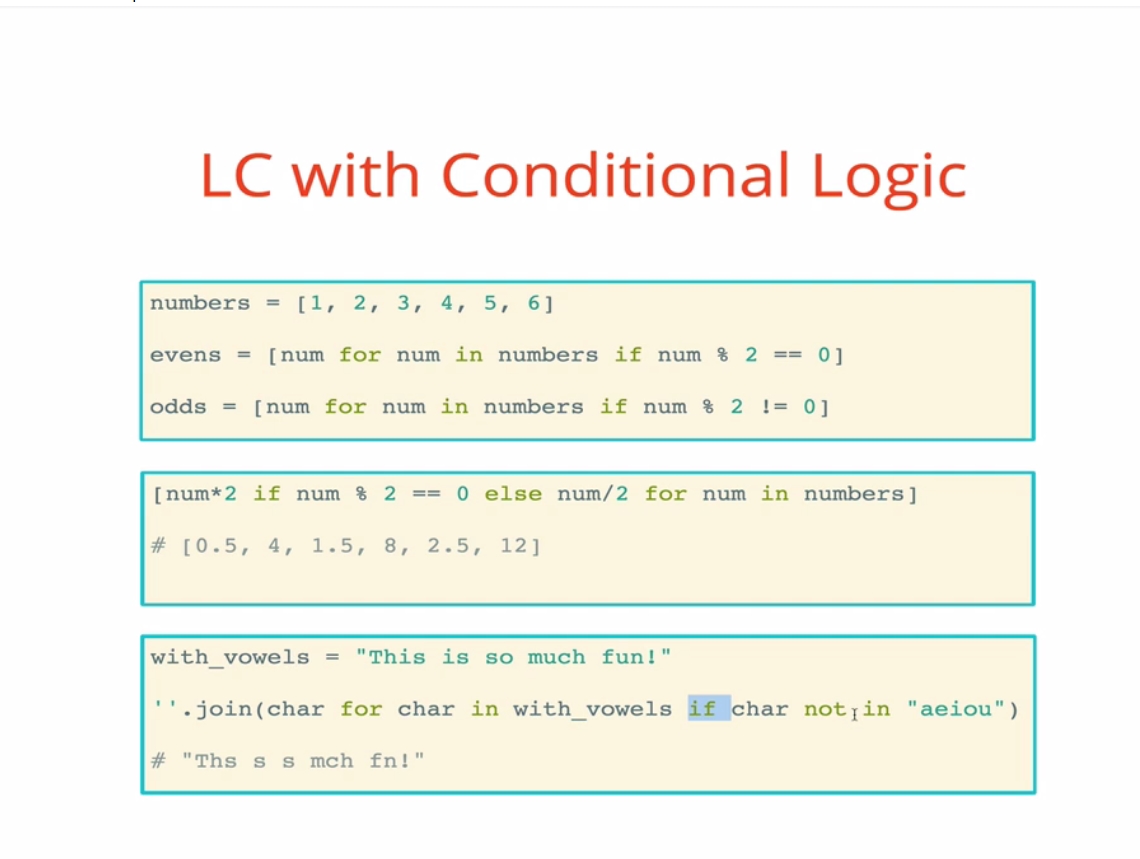 LC with Conditional Logic
numbers = [1, 2, 3, 4, 5, 6]
evens = [num for num in numbers if num % 2 == 0]
odds = [num for num in numbers if num % 2 != 0]
[num*2 if num % 2 == 0 else num/2 for num in numbers]
# [0.5, 4, 1.5, 8, 2.5, 12]
with_vowels = "This is so much fun!"
''.join(char for char in with_vowels if char not in "aeiou")
# "Ths s s mch fn!"